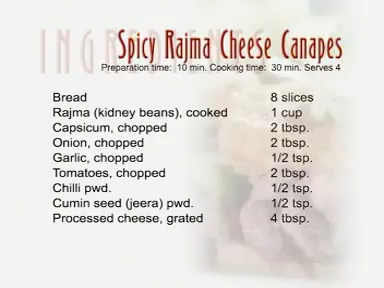 INGREDIENTS
Spicy Rajma Cheese Canapes
Preparation time: 10 min. Cooking time: 30 min. Serves 4
Bread 8 slices
Rajma (kidney beans), cooked 1 cup
Capsicum, chopped 2 tbsp.
Onion, chopped 2 tbsp.
Garlic, chopped 1/2 tsp.
Tomatoes, chopped 2 tbsp.
Chilli pwd. 1/2 tsp.
Cumin seed (jeera) pwd. 1/2 tsp.
Processed cheese, grated 4 tbsp.